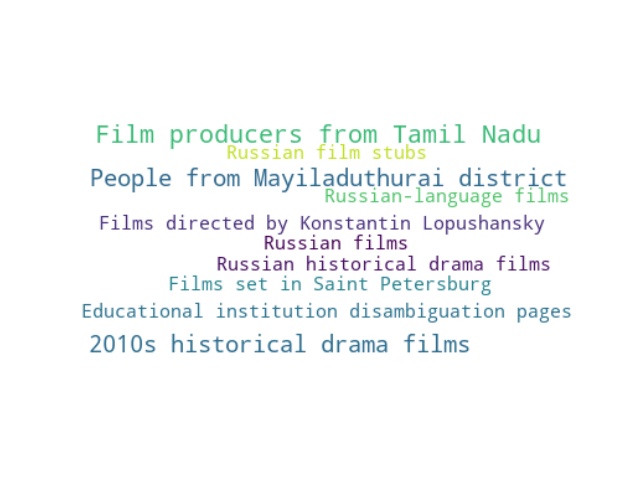 Film producers from Tamil Nadu
Russian film stubs
People from Mayiladuthurai district
Russian-language films
Films directed by Konstantin Lopushansky
Russian films
Russian historical drama films
Films set in Saint Petersburg
Educational institution disambiguation pages
2010s historical drama films